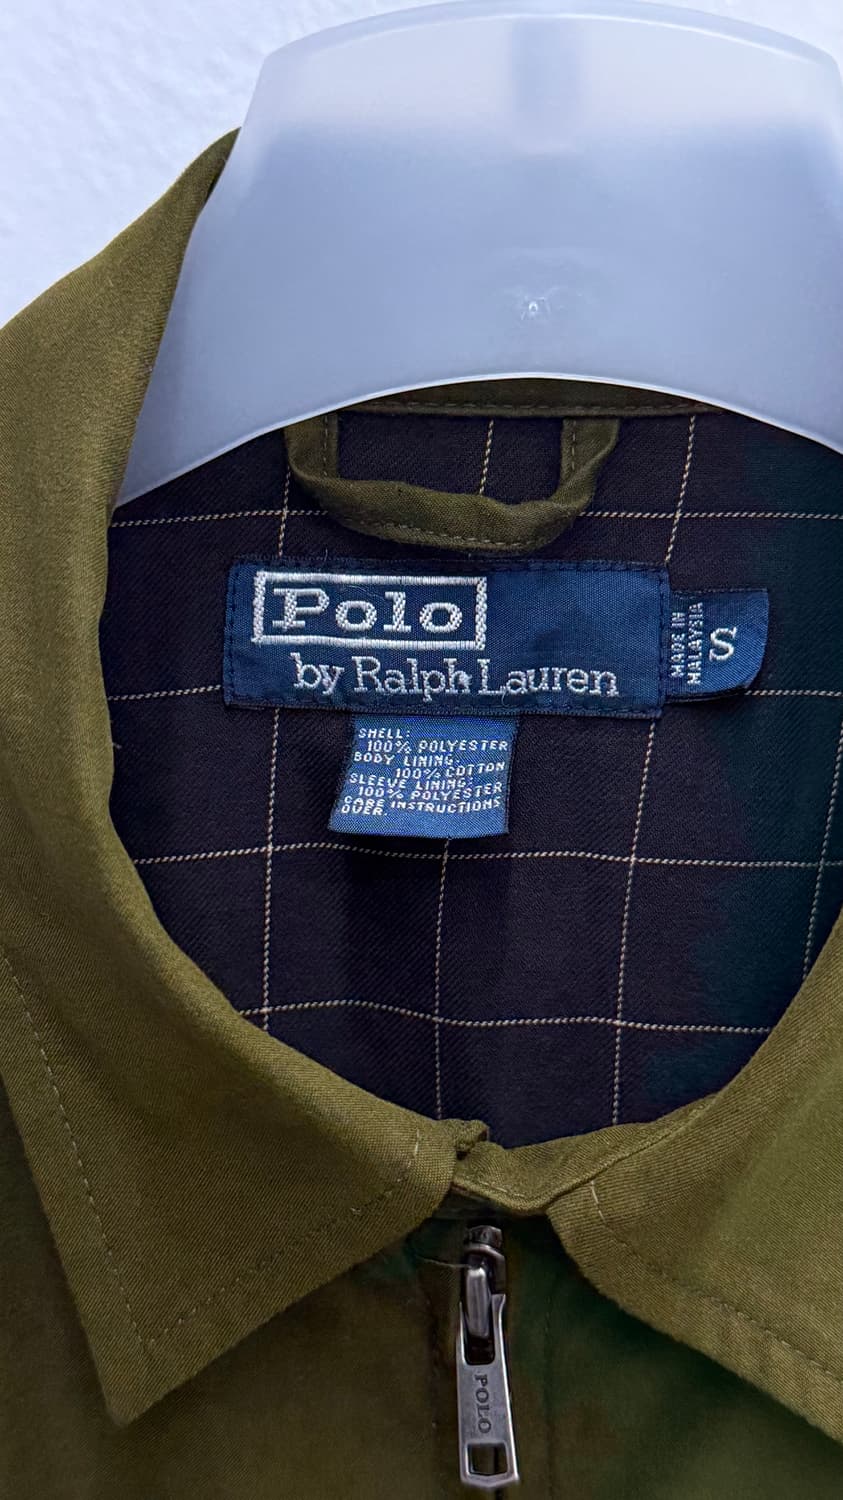 Polo
by Ralph Lauren
MADE IN
MALAYSIA
S
SHELL:
100% POLYESTER
BODY LINING:
100% COTTON
SLEEVE LINING:
100% POLYESTER
CARE INSTRUCTIONS
OVER.
POLO